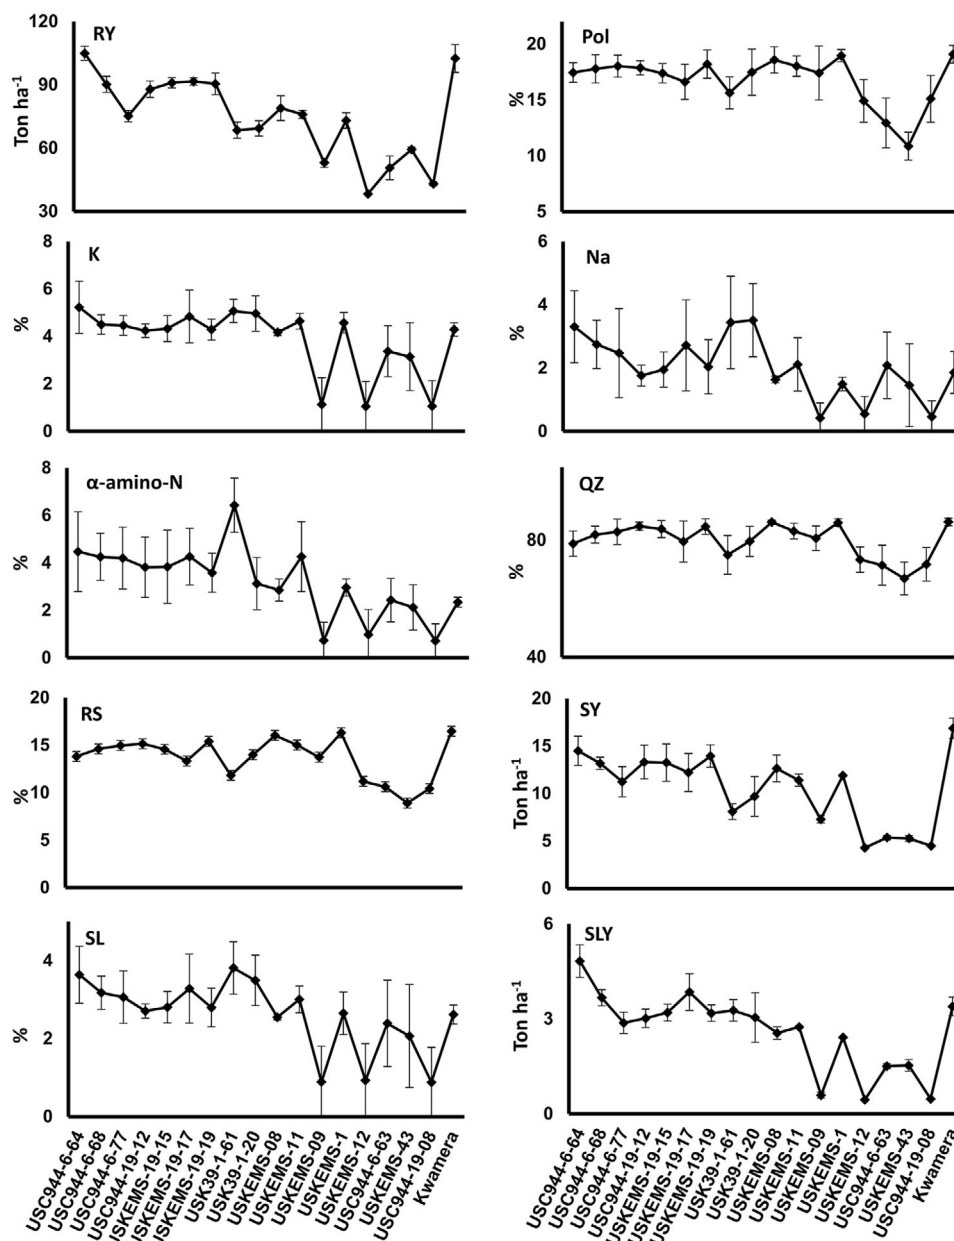 RY
120
90
60
30
Ton ha-1
Pol
20
15
10
5
%
K
8
6
4
2
0
%
Na
6
4
2
0
%
α-amino-N
8
6
4
2
0
%
QZ
80
40
%
RS
20
15
10
5
0
%
SY
20
15
10
5
0
Ton ha-1
SL
4
2
0
%
SLY
6
3
0
Ton ha-1
USC944-6-64
USC944-6-68
USC944-6-77
USC944-19-12
ISKEMS-19-15
ISKEMS-19-17
ISKEMS-19-19
USK39-1-61
USK39-1-20
USKEMS-08
USKEMS-11
USKEMS-09
USKEMS-1
USKEMS-12
USC944-6-63
USKEMS-43
USC944-19-08
Kwamera
USC944-6-64
USC944-6-68
USC944-6-77
USC944-19-12
USKEMS-19-15
USKEMS-19-17
USKEMS-19-19
USK39-1-61
USK39-1-20
USKEMS-08
USKEMS-11
USKEMS-09
USKEMS-1
USKEMS-12
USC944-6-63
USKEMS-43
USC944-19-08
Kwamera